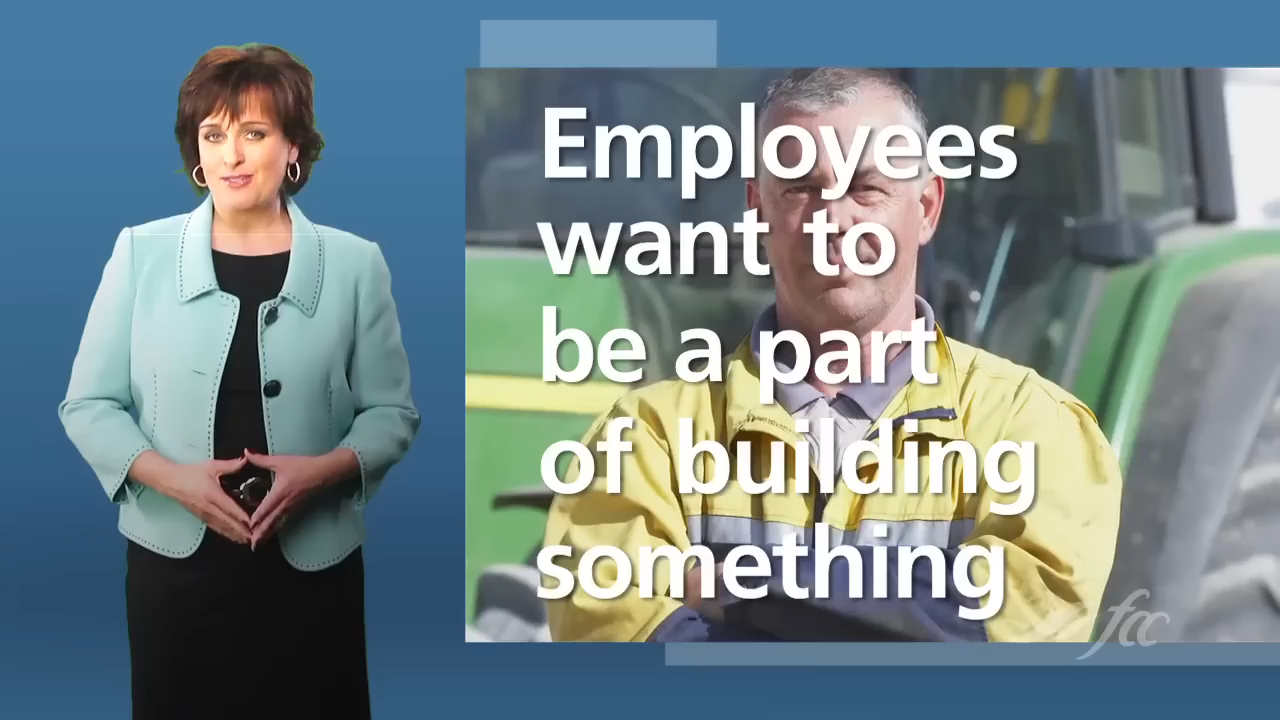 Employees
want to
be a part
of building
something
fcc